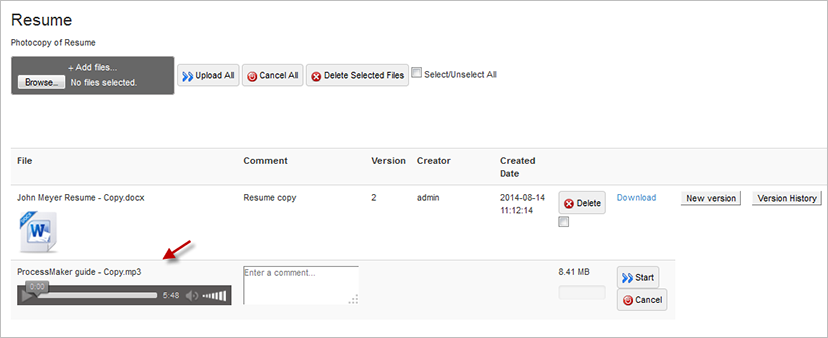 Resume
Photocopy of Resume
+ Add files...
Browse... No files selected.
Upload All Cancel All Delete Selected Files Select/Unselect All
File Comment Version Creator Created
Date
John Meyer Resume - Copy.docx Resume copy 2 admin 2014-08-14
11:12:14 Delete Download New version Version History
DOCX
W
ProcessMaker guide - Copy.mp3 Enter a comment... 8.41 MB Start
0:00
5:48
Cancel